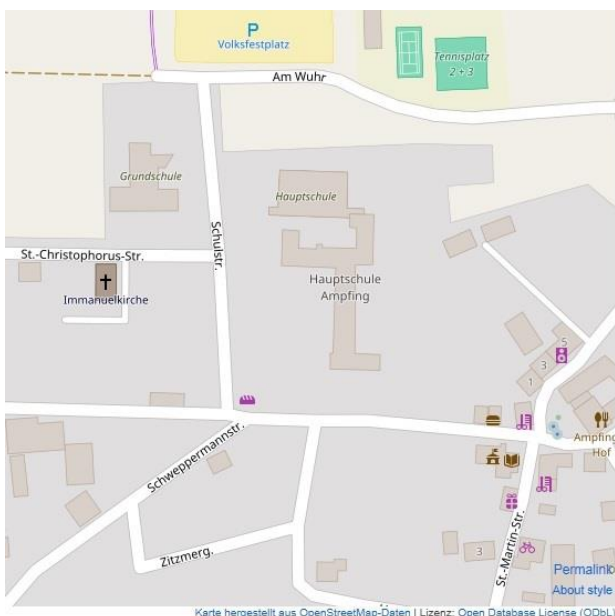 P
Volksfestplatz
Am Wuhr
Tennisplatz
2 + 3
Grundschule
Hauptschule
Schulstr.
St.-Christophorus-Str.
Immanuelkirche
Hauptschule
Ampfing
5
3
1
Schweppermannstr.
Ampfing
Hof
Zitzmerg.
3
St.-Martin-Str.
Permalink
About style
Karte hergestellt aus OpenStreetMap-Daten | Lizenz: Open Database License (ODbL)